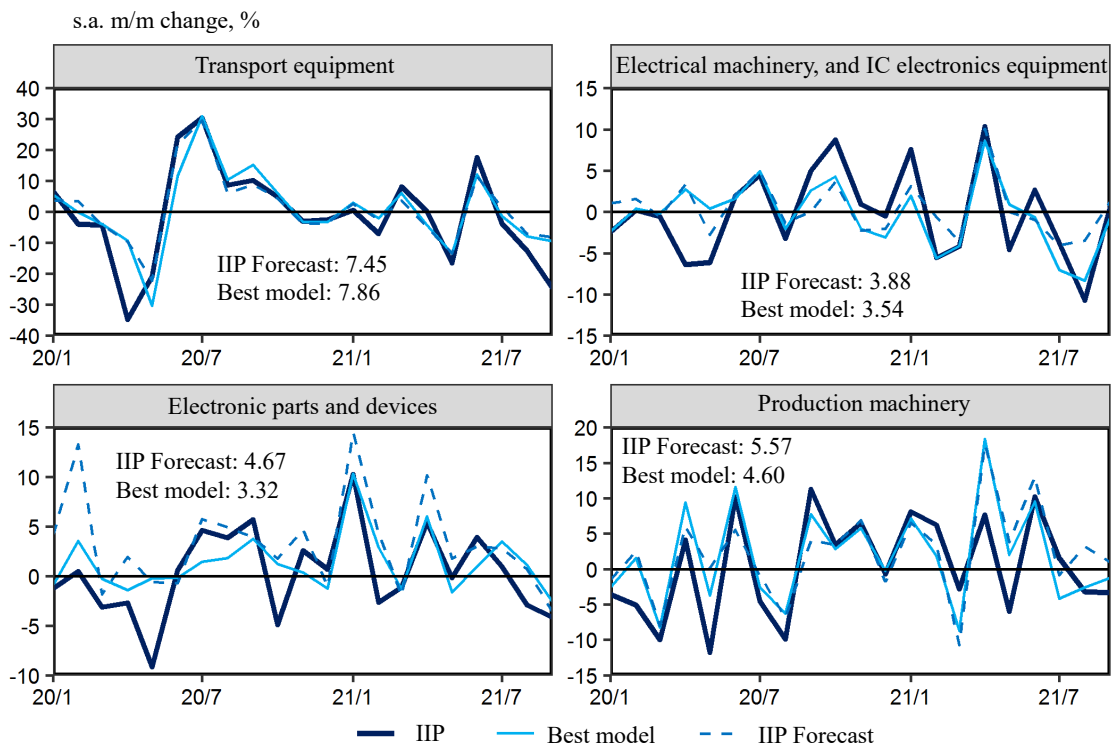 s.a. m/m change, %
Transport equipment
40
30
20
10
0
-10
-20
-30
-40
IIP Forecast: 7.45
Best model: 7.86
20/1 20/7 21/1 21/7
Electrical machinery, and IC electronics equipment
15
10
5
0
-5
-10
-15
IIP Forecast: 3.88
Best model: 3.54
20/1 20/7 21/1 21/7
Electronic parts and devices
15
10
5
0
-5
-10
IIP Forecast: 4.67
Best model: 3.32
20/1 20/7 21/1 21/7
Production machinery
20
15
10
5
0
-5
-10
-15
IIP Forecast: 5.57
Best model: 4.60
20/1 20/7 21/1 21/7
IIP Best model IIP Forecast